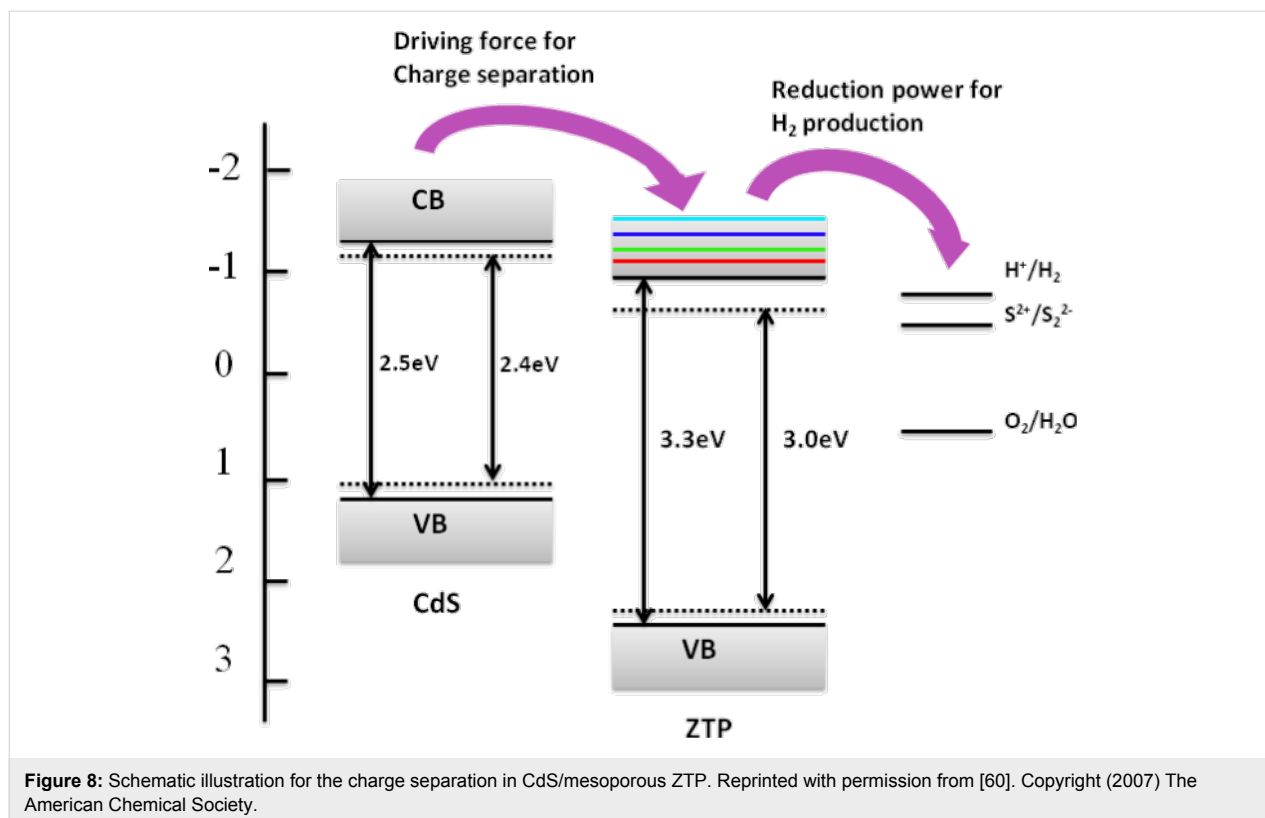 Driving force for
Charge separation
Reduction power for
H₂ production
-2
-1
0
1
2
3
CB
2.5eV
2.4eV
VB
CdS
3.3eV
3.0eV
VB
ZTP
H⁺/H₂
S²⁺/S₂²⁻
O₂/H₂O
Figure 8: Schematic illustration for the charge separation in CdS/mesoporous ZTP. Reprinted with permission from [60]. Copyright (2007) The
American Chemical Society.